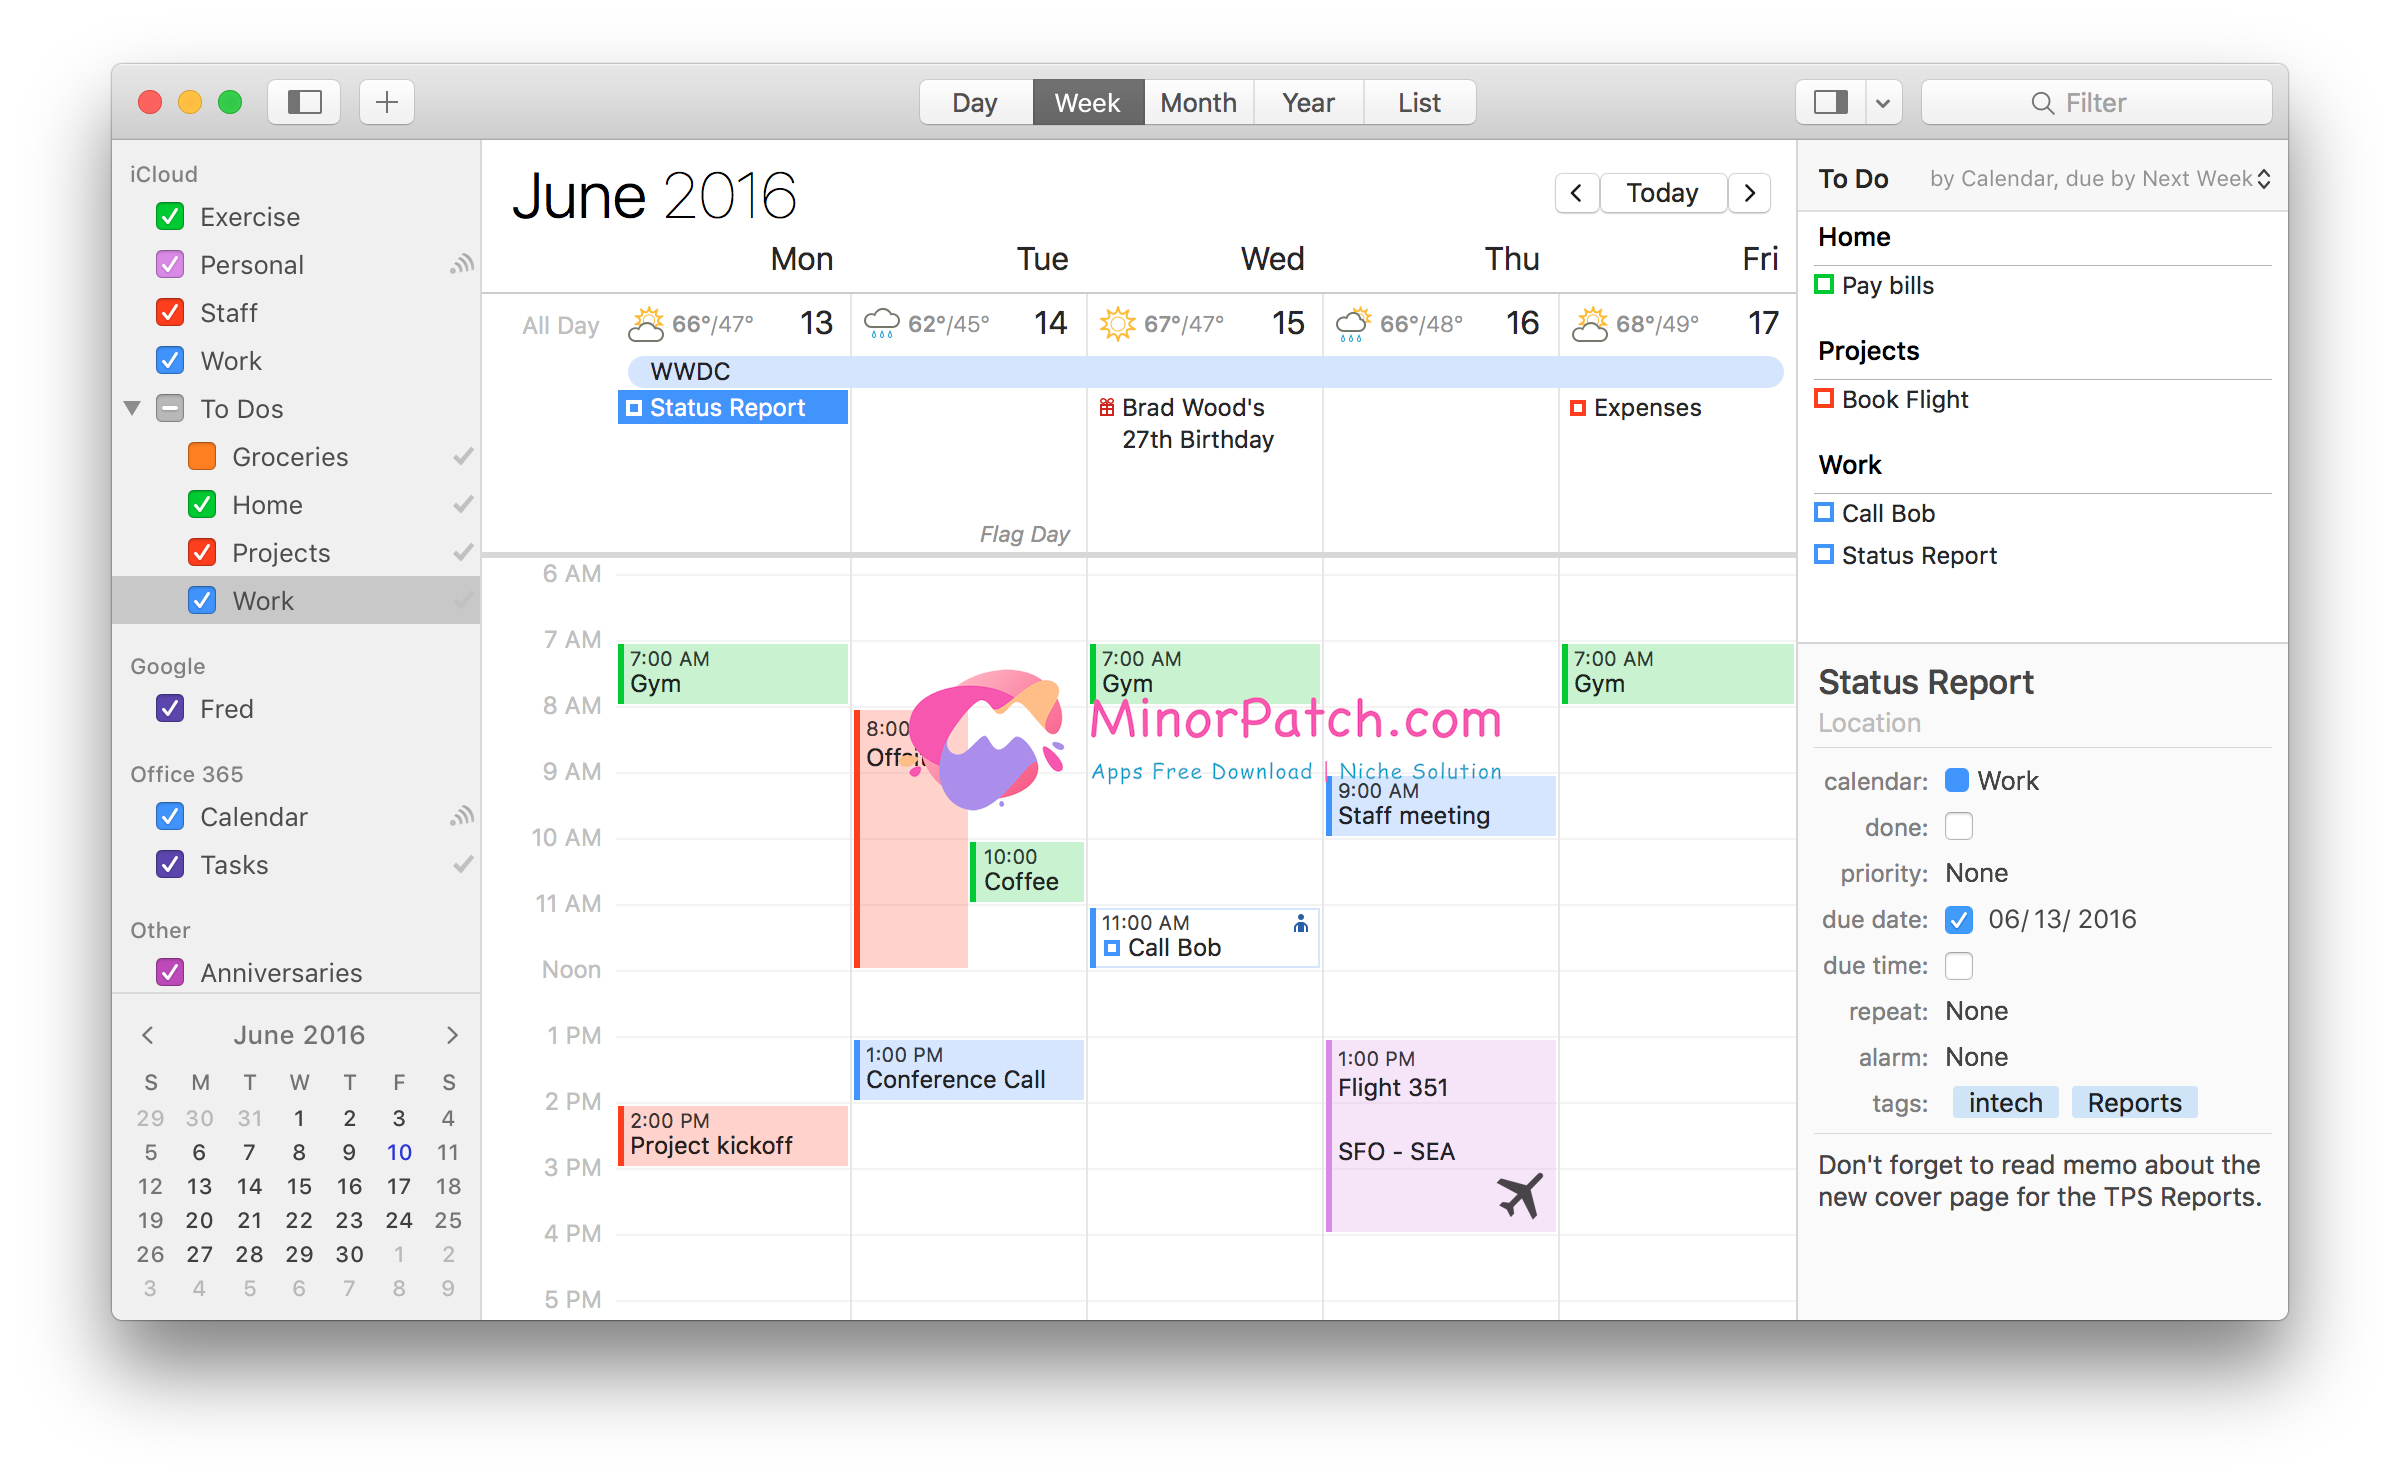 Day Week Month Year List
Filter
iCloud
Exercise
Personal
Staff
Work
To Dos
Groceries
Home
Projects
Work
Google
Fred
Office 365
Calendar
Tasks
Other
Anniversaries
June 2016
S M T W T F S
29 30 31 1 2 3 4
5 6 7 8 9 10 11
12 13 14 15 16 17 18
19 20 21 22 23 24 25
26 27 28 29 30 1 2
3 4 5 6 7 8 9
June 2016
Today
Mon Tue Wed Thu Fri
All Day 66°/47° 13 62°/45° 14 67°/47° 15 66°/48° 16 68°/49° 17
WWDC
Status Report
Brad Wood's
27th Birthday
Expenses
Flag Day
6 AM
7 AM
8 AM
9 AM
10 AM
11 AM
Noon
1 PM
2 PM
3 PM
4 PM
5 PM
7:00 AM
Gym
2:00 PM
Project kickoff
8:00
10:00
Coffee
1:00 PM
Conference Call
7:00 AM
Gym
11:00 AM
Call Bob
9:00 AM
Staff meeting
1:00 PM
Flight 351
SFO - SEA
7:00 AM
Gym
MinorPatch.com
Apps Free Download | Niche Solution
To Do by Calendar, due by Next Week
Home
Pay bills
Projects
Book Flight
Work
Call Bob
Status Report
Status Report
Location
calendar: Work
done:
priority: None
due date: 06/ 13/ 2016
due time:
repeat: None
alarm: None
tags: intech Reports
Don't forget to read memo about the
new cover page for the TPS Reports.